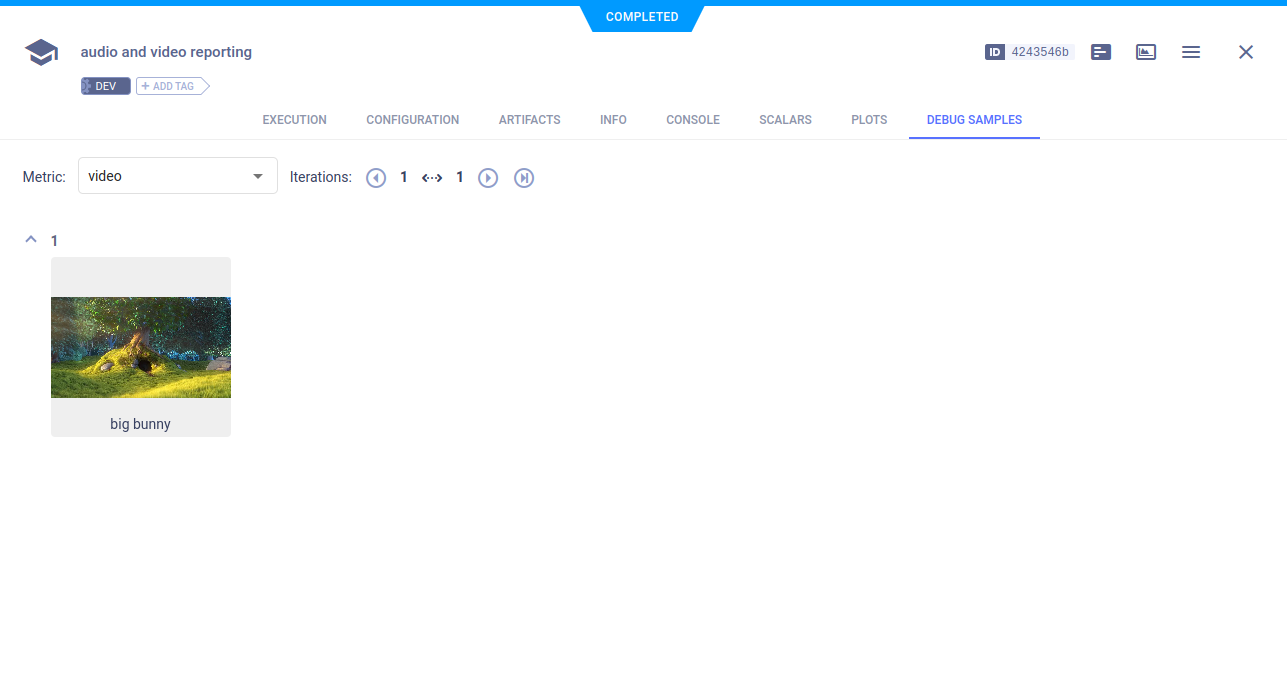 COMPLETED
audio and video reporting
ID 4243546b
DEV + ADD TAG
EXECUTION CONFIGURATION ARTIFACTS INFO CONSOLE SCALARS PLOTS DEBUG SAMPLES
Metric: video Iterations: 1 1
1
big bunny